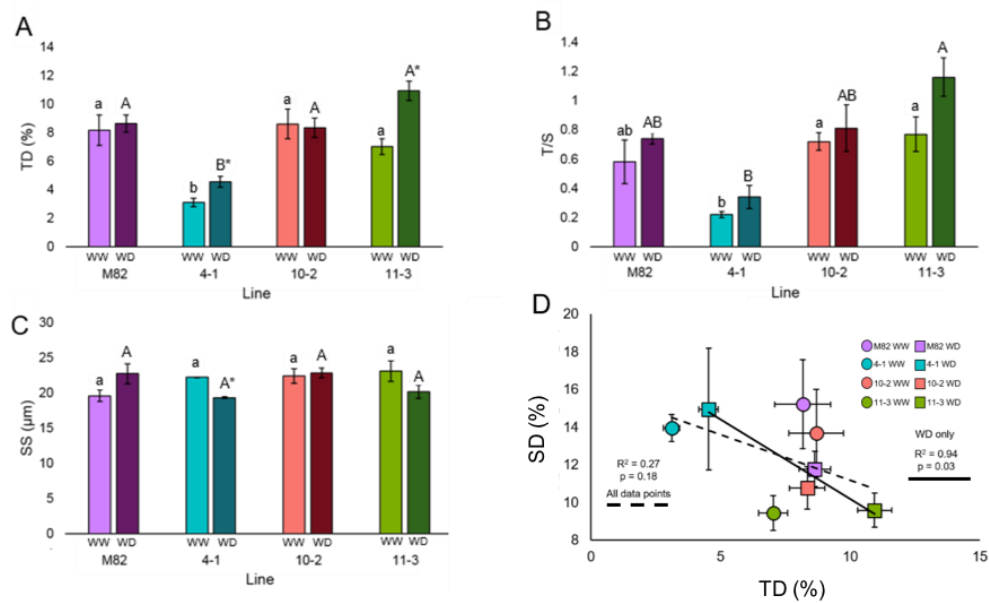 A
TD (%)
14
12
10
8
6
4
2
0
a
A
b
B*
a
A
a
A*
WW
WD
WW
WD
WW
WD
WW
WD
M82
4-1
10-2
11-3
Line
B
T/S
1.4
1.2
1
0.8
0.6
0.4
0.2
0
ab
AB
b
B
a
AB
a
A
WW
WD
WW
WD
WW
WD
WW
WD
M82
4-1
10-2
11-3
Line
C
SS (μm)
30
25
20
15
10
5
0
a
A
a
A*
a
A
a
A
WW
WD
WW
WD
WW
WD
WW
WD
M82
4-1
10-2
11-3
Line
D
SD (%)
20
18
16
14
12
10
8
M82 WW
M82 WD
4-1 WW
4-1 WD
10-2 WW
10-2 WD
11-3 WW
11-3 WD
WD only
R² = 0.94
p = 0.03
R² = 0.27
p = 0.18
All data points
0
5
10
15
TD (%)